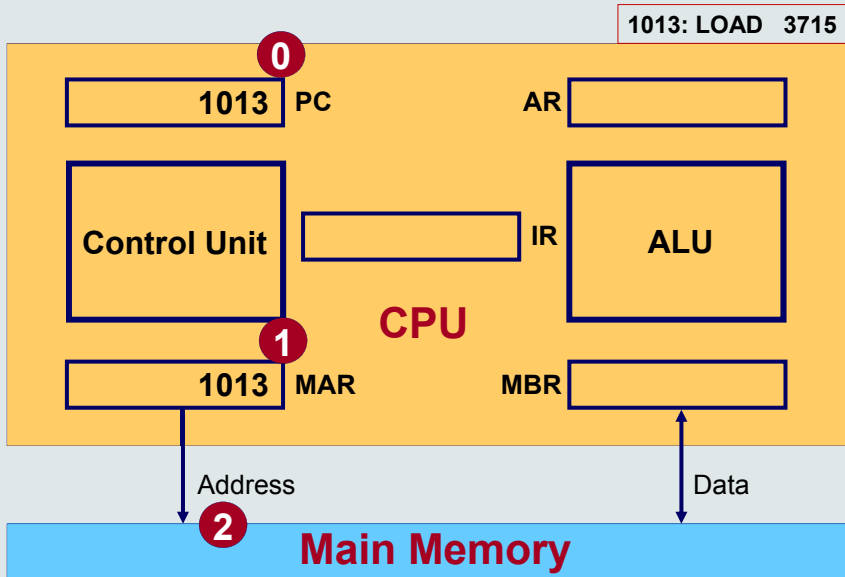 1013: LOAD 3715
0
1013 PC
AR
Control Unit
IR
ALU
CPU
1
1013 MAR
MBR
Address
Data
2
Main Memory